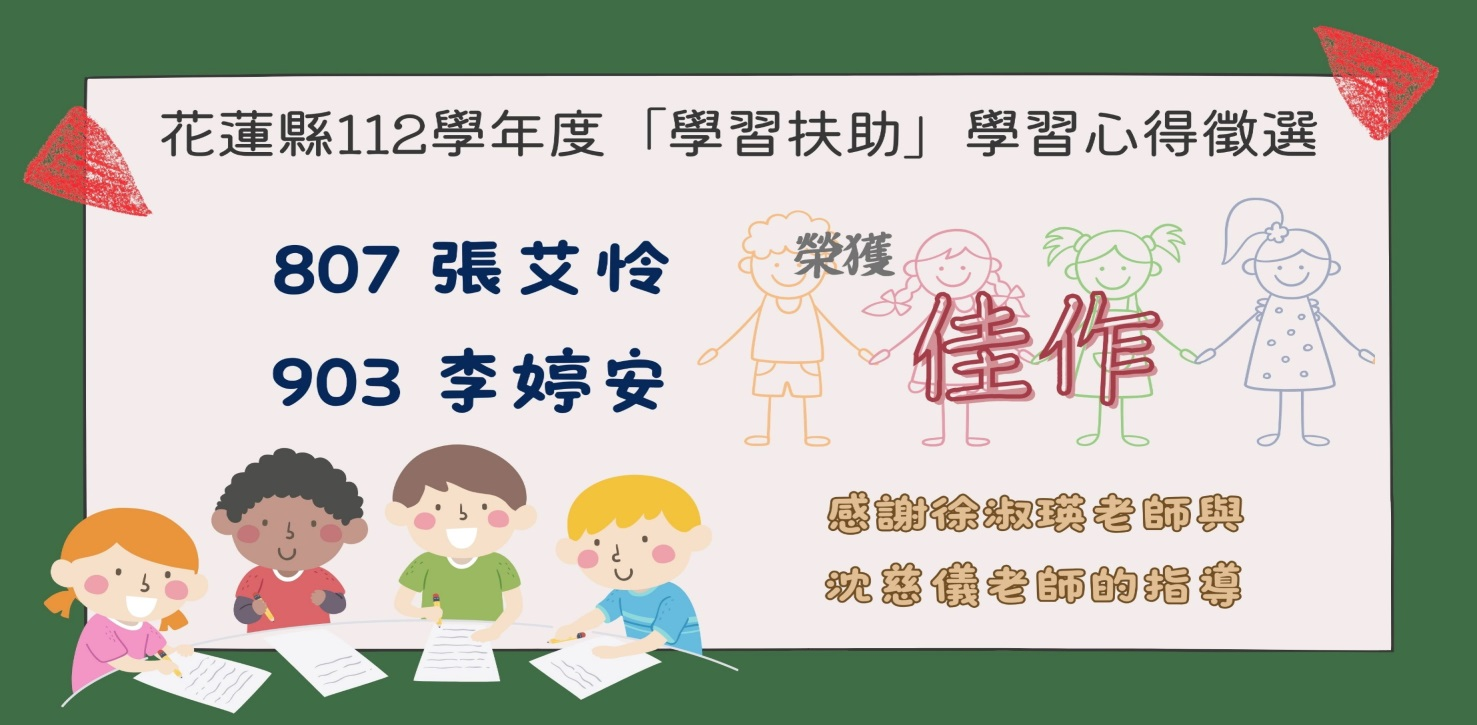 花蓮縣112學年度「學習扶助」學習心得徵選
807 張艾怜
903 李婷安
榮獲
佳作
感謝徐淑瑛老師與
沈慈儀老師的指導